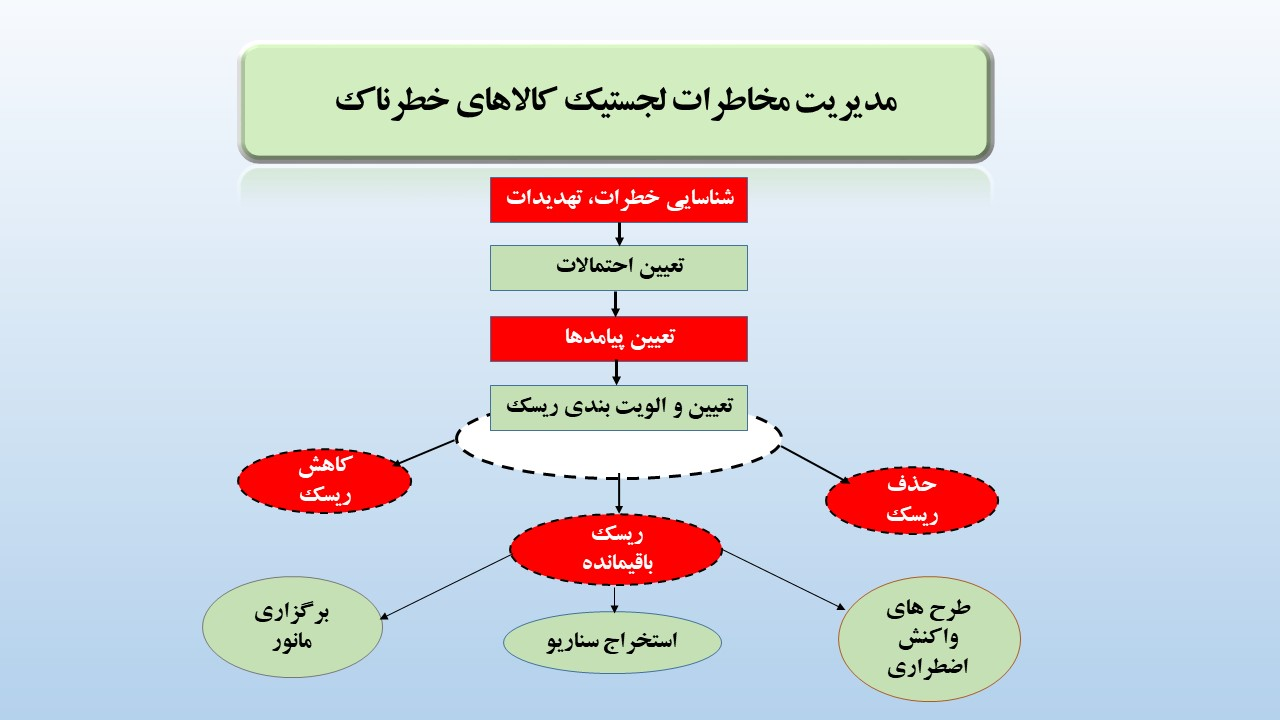 مدیریت مخاطرات لجستیک کالاهای خطرناک
شناسایی خطرات، تهدیدات
تعیین احتمالات
تعیین پیامدها
تعیین و الویت بندی ریسک
حذف
ریسک
کاهش
ریسک
ریسک
باقیمانده
طرح های
واکنش
اضطراری
استخراج سناریو
برگزاری
مانور